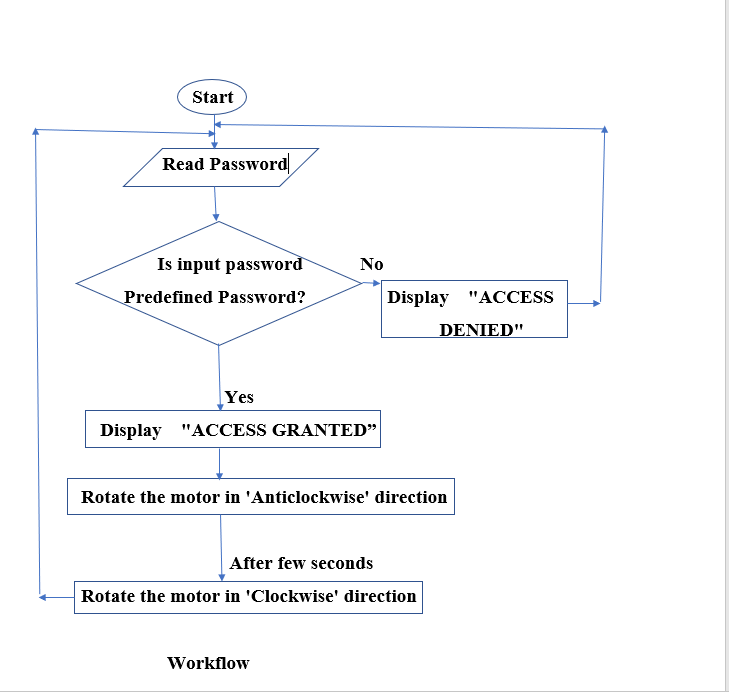 Start
Read Password
Is input password
Predefined Password?
No
Display "ACCESS
DENIED"
Yes
Display "ACCESS GRANTED”
Rotate the motor in 'Anticlockwise' direction
After few seconds
Rotate the motor in 'Clockwise' direction
Workflow